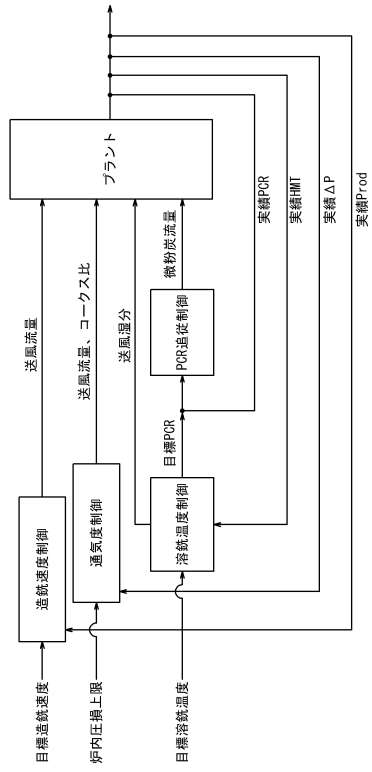 目標造銑速度
炉内圧損上限
目標溶銑温度
造銑速度制御
通気度制御
溶銑温度制御
目標PCR
PCR追従制御
送風流量
送風流量、コークス比
送風湿分
微粉炭流量
プラント
実績PCR
実績HMT
実績ΔP
実績Prod